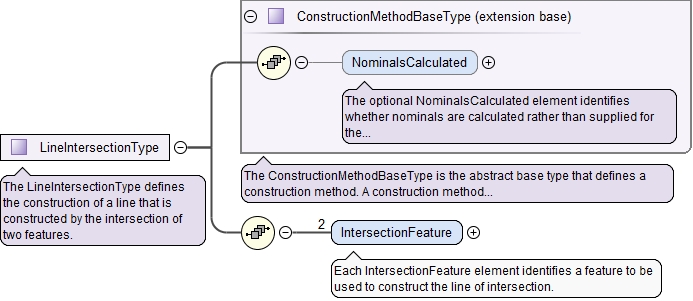 ConstructionMethodBaseType (extension base)
NominalsCalculated
The optional NominalsCalculated element identifies
whether nominals are calculated rather than supplied for
the...
LineIntersectionType
The LineIntersectionType defines
the construction of a line that is
constructed by the intersection of
two features.
The ConstructionMethodBaseType is the abstract base type that defines a
construction method. A construction method...
2
IntersectionFeature
Each IntersectionFeature element identifies a feature to be
used to construct the line of intersection.